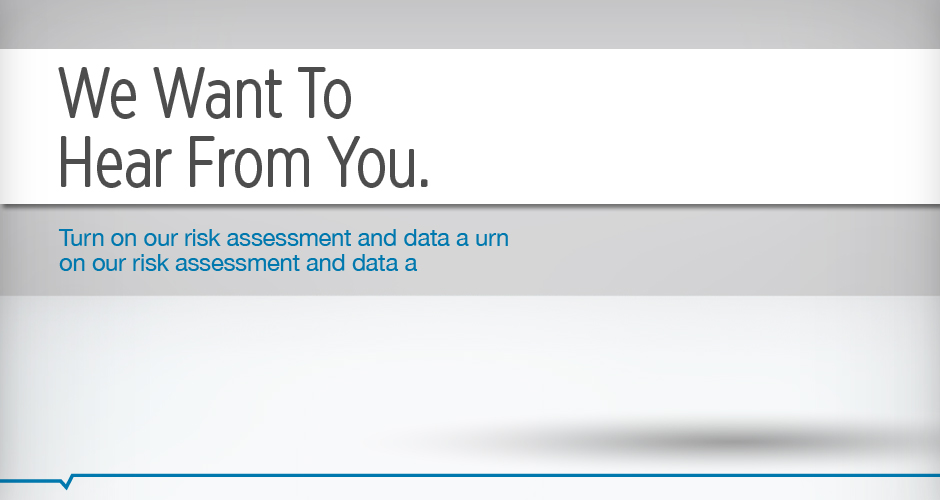 We Want To
Hear From You.
Turn on our risk assessment and data a urn
on our risk assessment and data a